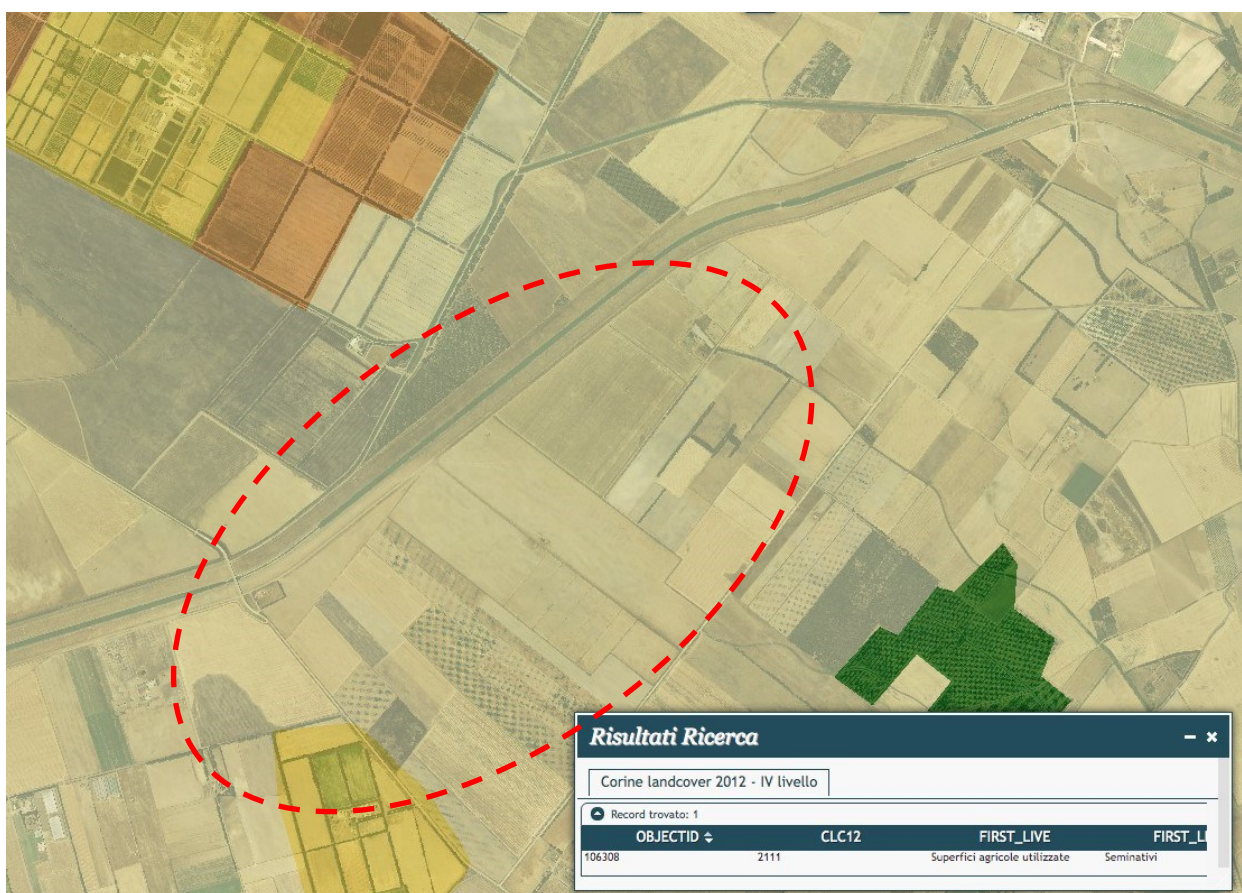 Risultati Ricerca
Corine landcover 2012 - IV livello
Record trovato: 1
OBJECTID CLC12 FIRST_LIVE FIRST_LI
106308 2111 Superfici agricole utilizzate Seminativi